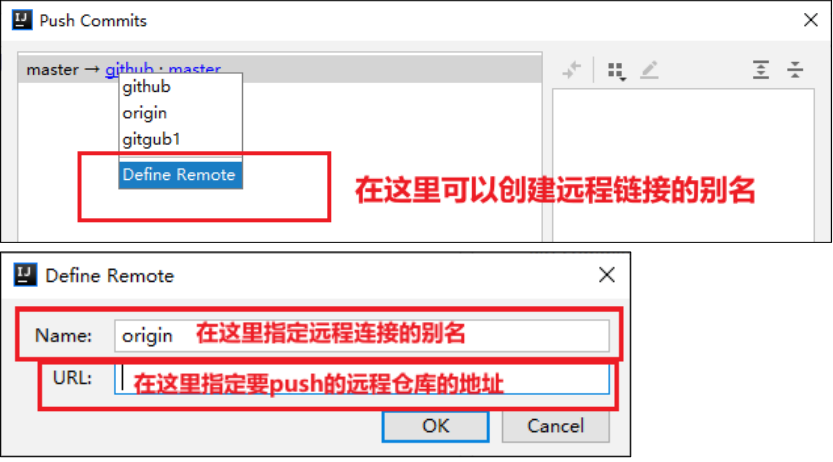 Push Commits
master → github : master
github
origin
gitgub1
Define Remote
在这里可以创建远程链接的别名
Define Remote
Name: origin 在这里指定远程连接的别名
URL: 在这里指定要push的远程仓库的地址
OK Cancel